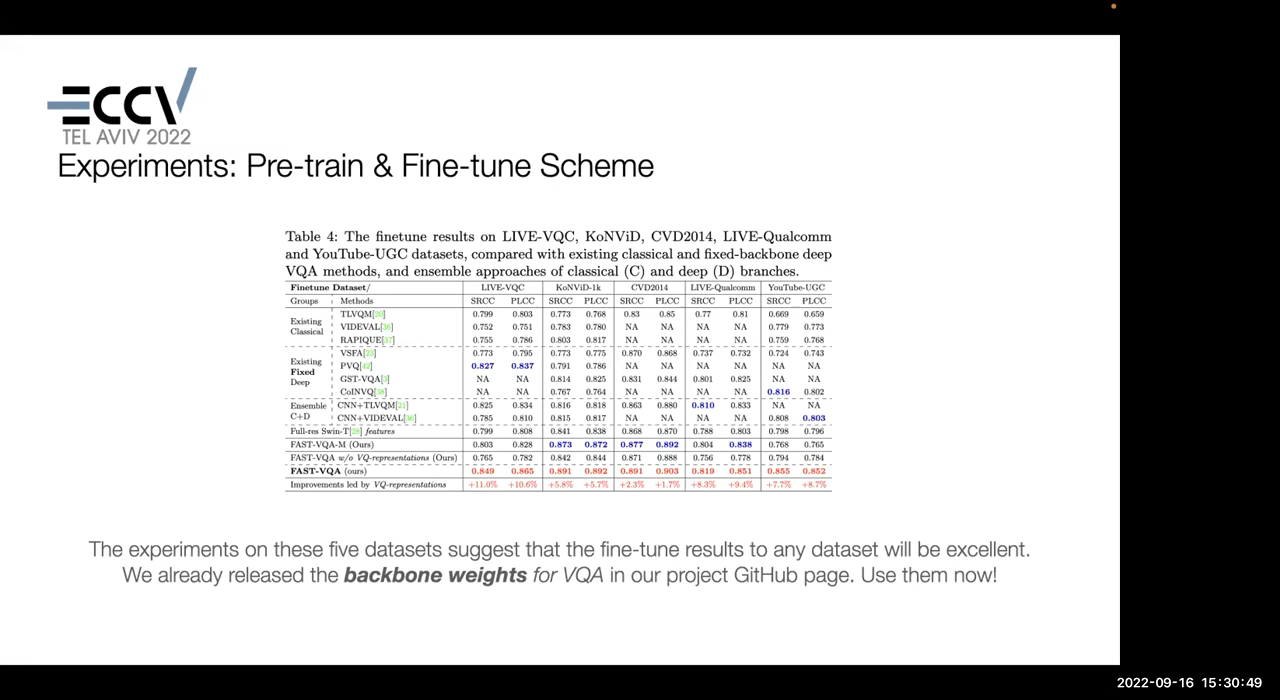 ECCV
TEL AVIV 2022
Experiments: Pre-train & Fine-tune Scheme
Table 4: The finetune results on LIVE-VQC, KoNViD, CVD2014, LIVE-Qualcomm
and YouTube-UGC datasets, compared with existing classical and fixed-backbone deep
VQA methods, and ensemble approaches of classical (C) and deep (D) branches.
Finetune Dataset/ LIVE-VQC KoNViD-1k CVD2014 LIVE-Qualcomm YouTube-UGC
Groups Methods SRCC PLCC SRCC PLCC SRCC PLCC SRCC PLCC SRCC PLCC
Existing Classical TLVQM[20] 0.799 0.803 0.773 0.768 0.83 0.85 0.77 0.81 0.669 0.659
VIDEVAL[36] 0.752 0.751 0.783 0.780 NA NA NA NA 0.779 0.773
RAPIQUE[37] 0.755 0.786 0.803 0.817 NA NA NA NA 0.759 0.768
Existing Fixed Deep VSFA[23] 0.773 0.795 0.773 0.775 0.870 0.868 0.737 0.732 0.724 0.743
PVQ[42] 0.827 0.837 0.791 0.786 NA NA NA NA NA NA
GST-VQA[3] NA NA 0.814 0.825 0.831 0.844 0.801 0.825 NA NA
CoINVQ[38] NA NA 0.767 0.764 NA NA NA NA 0.816 0.802
Ensemble C+D CNN+TLVQM[21] 0.825 0.834 0.816 0.818 0.863 0.880 0.810 0.833 NA NA
CNN+VIDEVAL[36] 0.785 0.810 0.815 0.817 NA NA NA NA 0.808 0.803
Full-res Swin-T[28] features 0.799 0.808 0.841 0.838 0.868 0.870 0.788 0.803 0.798 0.796
FAST-VQA-M (Ours) 0.803 0.828 0.873 0.872 0.877 0.892 0.804 0.838 0.768 0.765
FAST-VQA w/o VQ-representations (Ours) 0.765 0.782 0.842 0.844 0.871 0.888 0.756 0.778 0.794 0.784
FAST-VQA (ours) 0.849 0.865 0.891 0.892 0.891 0.903 0.819 0.851 0.855 0.852
Improvements led by VQ-representations +11.0% +10.6% +5.8% +5.7% +2.3% +1.7% +8.3% +9.4% +7.7% +8.7%
The experiments on these five datasets suggest that the fine-tune results to any dataset will be excellent.
We already released the backbone weights for VQA in our project GitHub page. Use them now!
2022-09-16 15:30:49